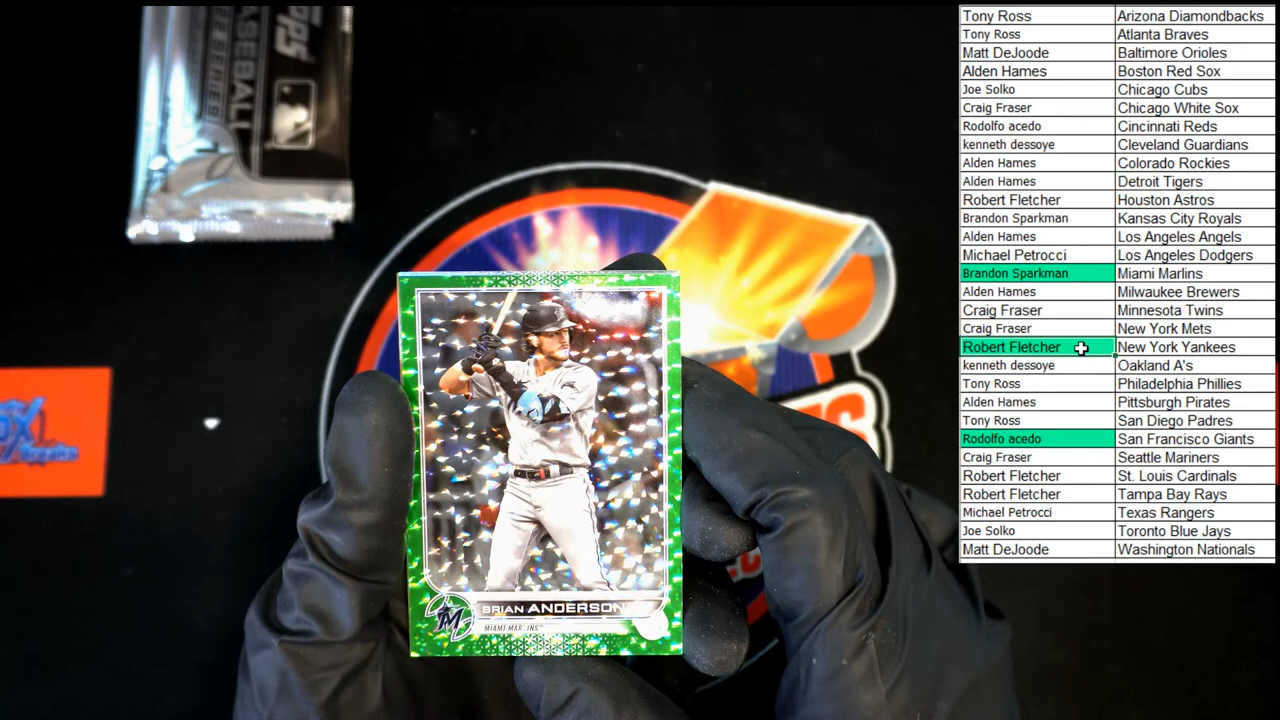 Topps
BASEBALL
2022 SERIES
Tony Ross Arizona Diamondbacks
Tony Ross Atlanta Braves
Matt DeJoode Baltimore Orioles
Alden Hames Boston Red Sox
Joe Solko Chicago Cubs
Craig Fraser Chicago White Sox
Rodolfo acedo Cincinnati Reds
kenneth dessoye Cleveland Guardians
Alden Hames Colorado Rockies
Alden Hames Detroit Tigers
Robert Fletcher Houston Astros
Brandon Sparkman Kansas City Royals
Alden Hames Los Angeles Angels
Michael Petrocci Los Angeles Dodgers
Brandon Sparkman Miami Marlins
Alden Hames Milwaukee Brewers
Craig Fraser Minnesota Twins
Craig Fraser New York Mets
Robert Fletcher New York Yankees
kenneth dessoye Oakland A's
Tony Ross Philadelphia Phillies
Alden Hames Pittsburgh Pirates
Tony Ross San Diego Padres
Rodolfo acedo San Francisco Giants
Craig Fraser Seattle Mariners
Robert Fletcher St. Louis Cardinals
Robert Fletcher Tampa Bay Rays
Michael Petrocci Texas Rangers
Joe Solko Toronto Blue Jays
Matt DeJoode Washington Nationals
M
BRIAN ANDERSON
MIAMI MARLINS